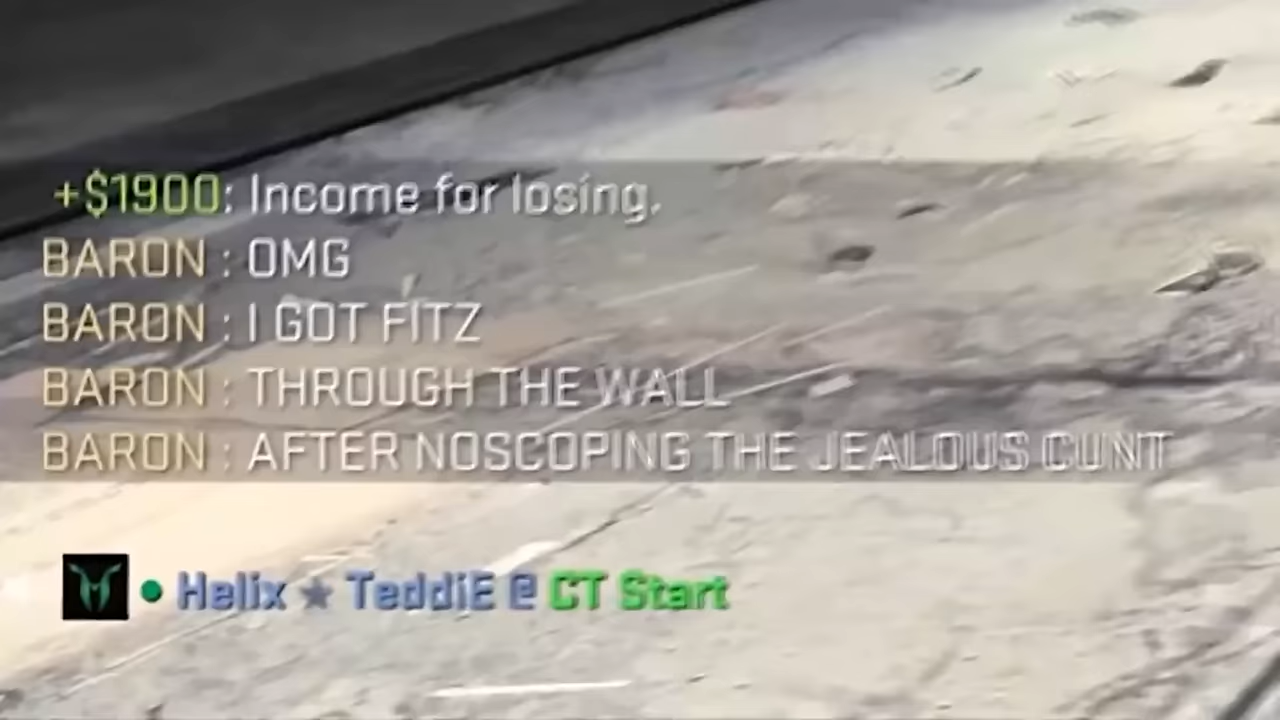 +$1900: Income for losing.
BARON : OMG
BARON : I GOT FITZ
BARON : THROUGH THE WALL
BARON : AFTER NOSCOPING THE JEALOUS CUNT
Helix ★ TeddiE @ CT Start